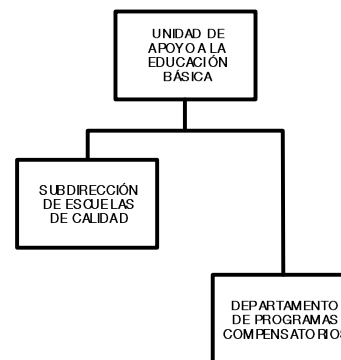 UNIDAD DE
APOYO A LA
EDUCACIÓN
BÁSICA
SUBDIRECCIÓN
DE ESCUELAS
DE CALIDAD
DEPARTAMENTO
DE PROGRAMAS
COMPENSATORIOS